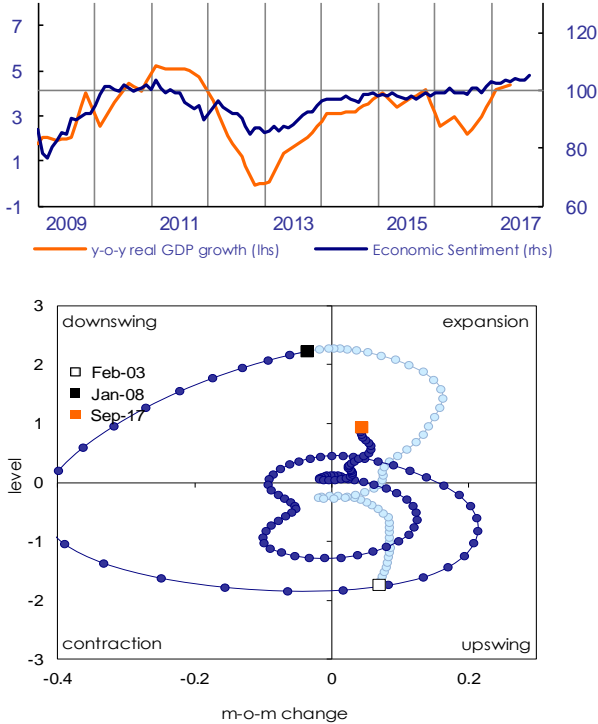 7
120
5
100
3
80
1
-1
60
2009
2011
2013
2015
2017
y-o-y real GDP growth (lhs)
Economic Sentiment (rhs)
3
downswing
expansion
2
Feb-03
Jan-08
Sep-17
1
level
0
-1
-2
contraction
upswing
-3
-0.4
-0.2
0
0.2
m-o-m change